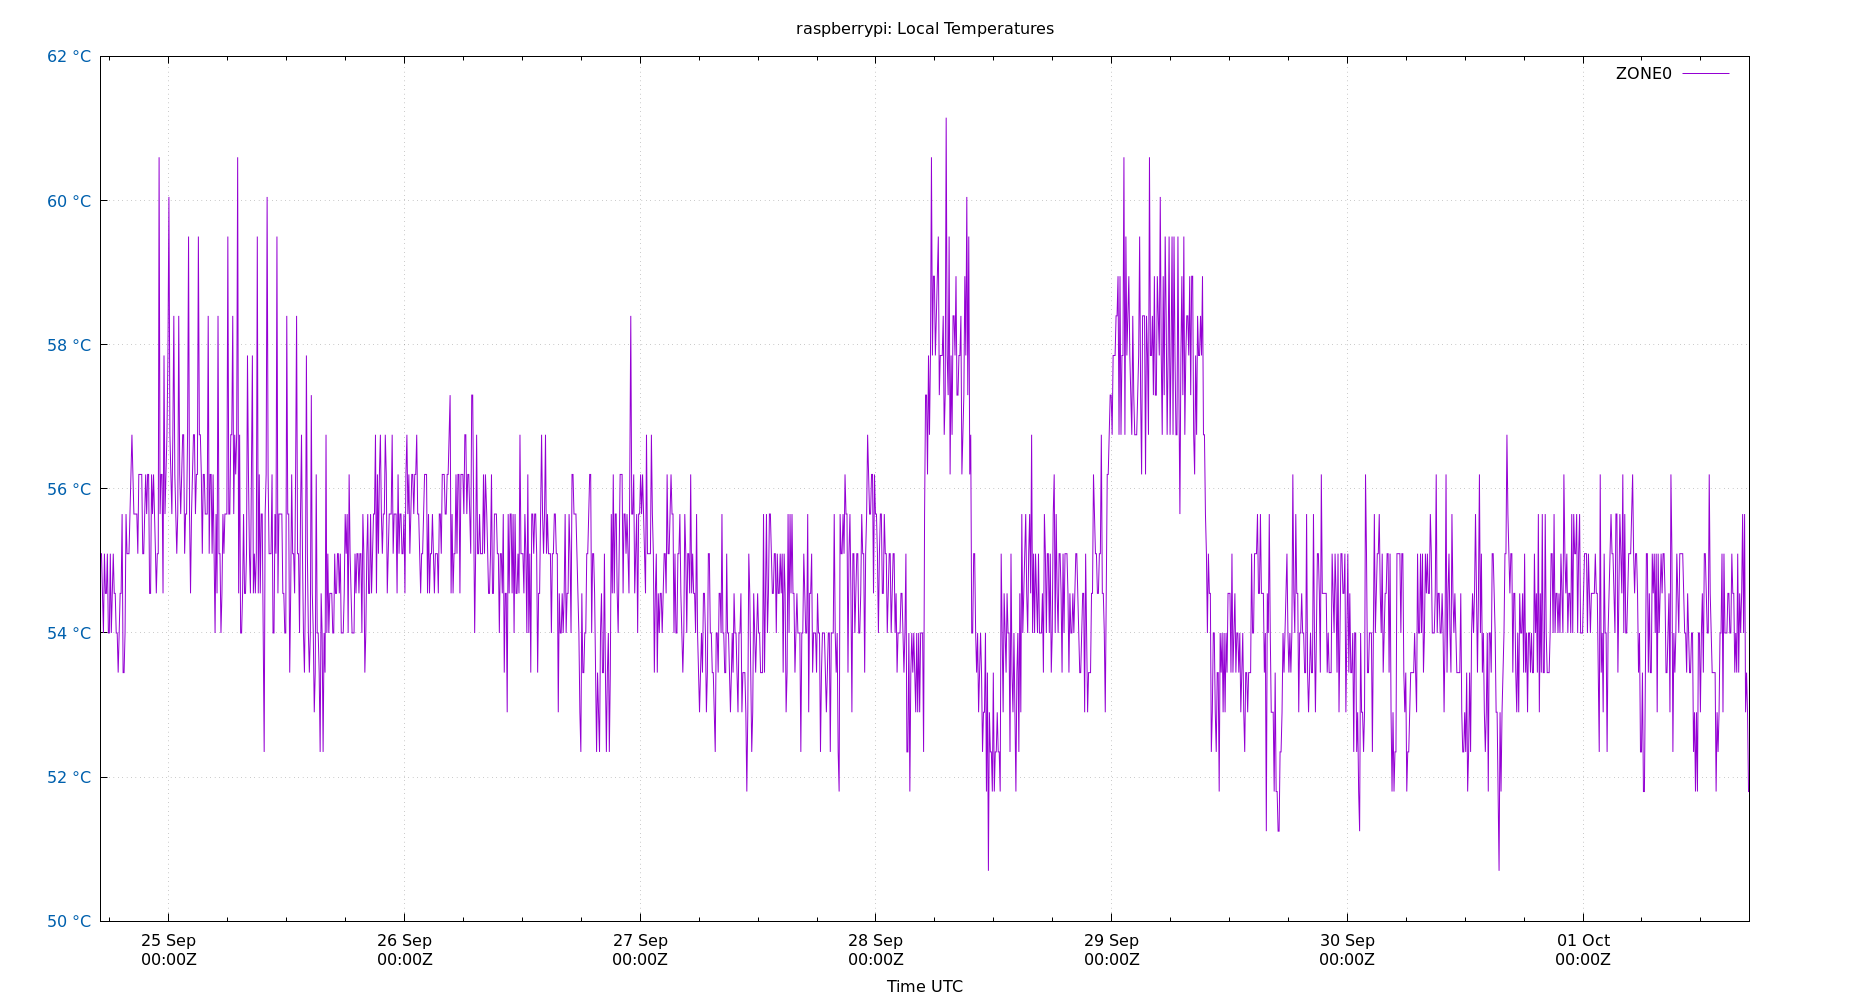 raspberrypi: Local Temperatures
62 °C
ZONE0
60 °C
58 °C
56 °C
54 °C
52 °C
50 °C
25 Sep 26 Sep 27 Sep 28 Sep 29 Sep 30 Sep 01 Oct
00:00Z 00:00Z 00:00Z 00:00Z 00:00Z 00:00Z 00:00Z
Time UTC